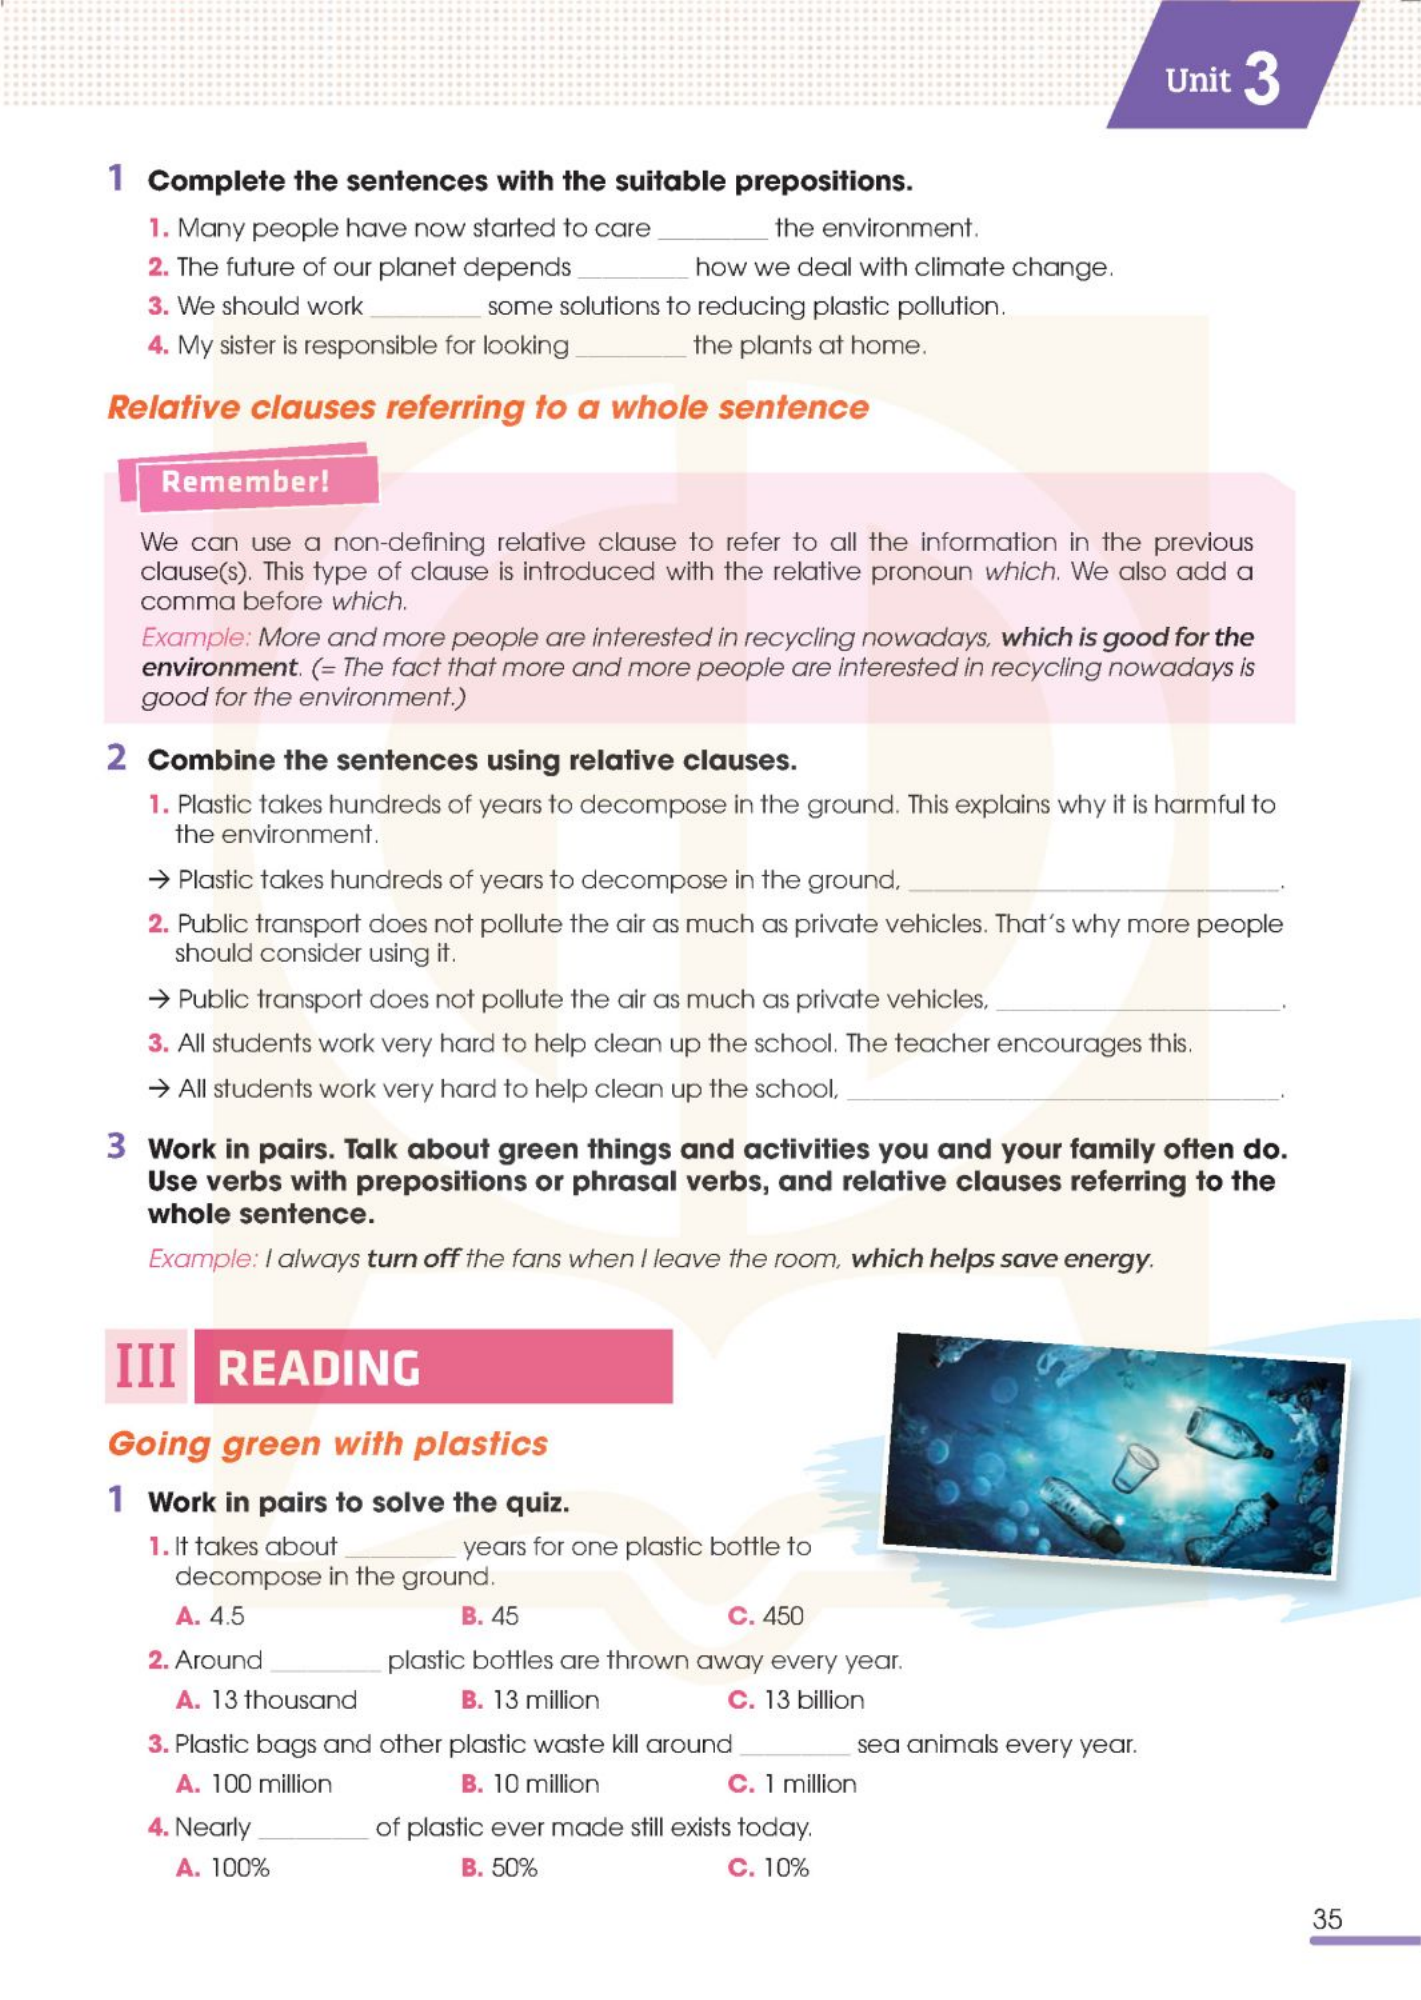 Unit 3
1 Complete the sentences with the suitable prepositions.
1. Many people have now started to care ________ the environment.
2. The future of our planet depends ________ how we deal with climate change.
3. We should work ________ some solutions to reducing plastic pollution.
4. My sister is responsible for looking ________ the plants at home.
Relative clauses referring to a whole sentence
Remember!
We can use a non-defining relative clause to refer to all the information in the previous
clause(s). This type of clause is introduced with the relative pronoun which. We also add a
comma before which.
Example: More and more people are interested in recycling nowadays, which is good for the
environment. (= The fact that more and more people are interested in recycling nowadays is
good for the environment.)
2 Combine the sentences using relative clauses.
1. Plastic takes hundreds of years to decompose in the ground. This explains why it is harmful to
the environment.
→ Plastic takes hundreds of years to decompose in the ground, ________.
2. Public transport does not pollute the air as much as private vehicles. That's why more people
should consider using it.
→ Public transport does not pollute the air as much as private vehicles, ________.
3. All students work very hard to help clean up the school. The teacher encourages this.
→ All students work very hard to help clean up the school, ________.
3 Work in pairs. Talk about green things and activities you and your family often do.
Use verbs with prepositions or phrasal verbs, and relative clauses referring to the
whole sentence.
Example: I always turn off the fans when I leave the room, which helps save energy.
III READING
Going green with plastics
1 Work in pairs to solve the quiz.
1. It takes about ________ years for one plastic bottle to
decompose in the ground.
A. 4.5 B. 45 C. 450
2. Around ________ plastic bottles are thrown away every year.
A. 13 thousand B. 13 million C. 13 billion
3. Plastic bags and other plastic waste kill around ________ sea animals every year.
A. 100 million B. 10 million C. 1 million
4. Nearly ________ of plastic ever made still exists today.
A. 100% B. 50% C. 10%
35